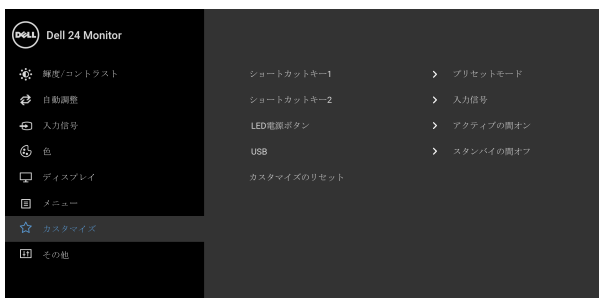 DELL Dell 24 Monitor
輝度/コントラスト
自動調整
入力信号
色
ディスプレイ
メニュー
カスタマイズ
その他
ショートカットキー1 プリセットモード
ショートカットキー2 入力信号
LED電源ボタン アクティブの間オン
USB スタンバイの間オフ
カスタマイズのリセット